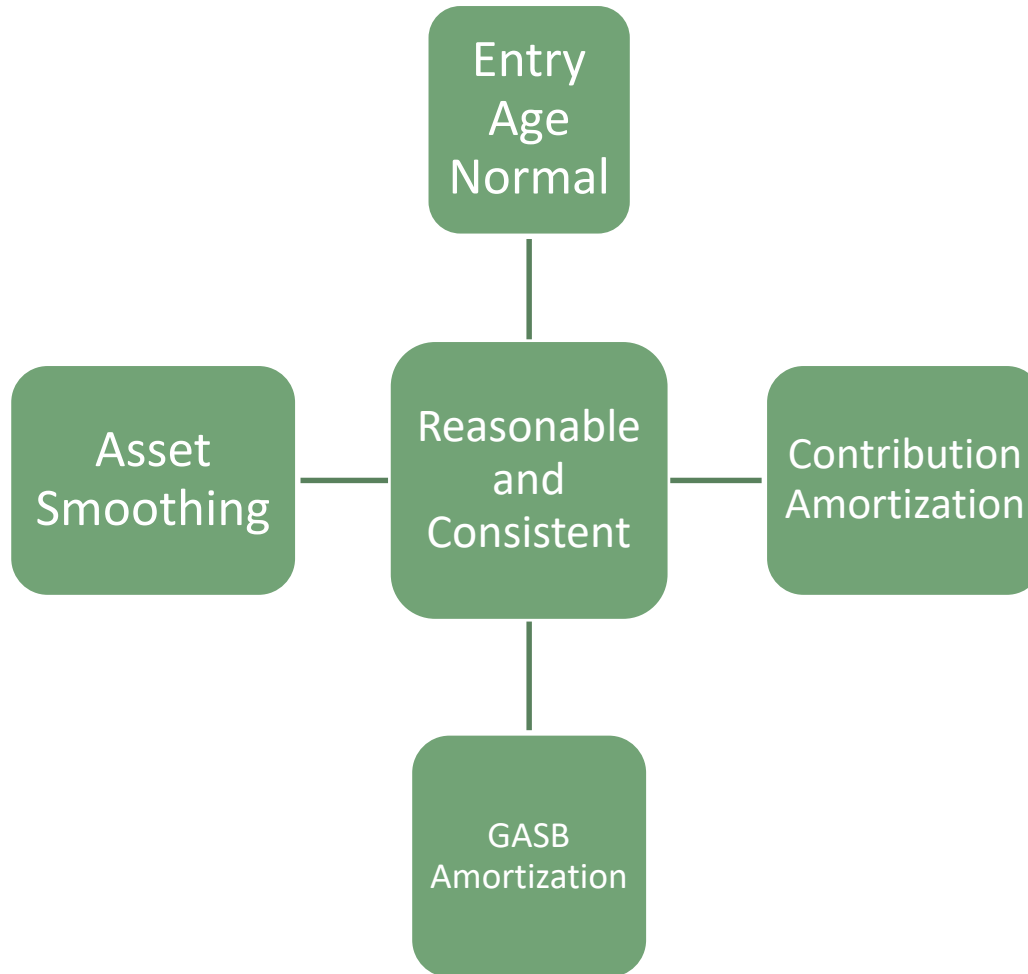 Entry
Age
Normal
Asset
Smoothing
Reasonable
and
Consistent
Contribution
Amortization
GASB
Amortization